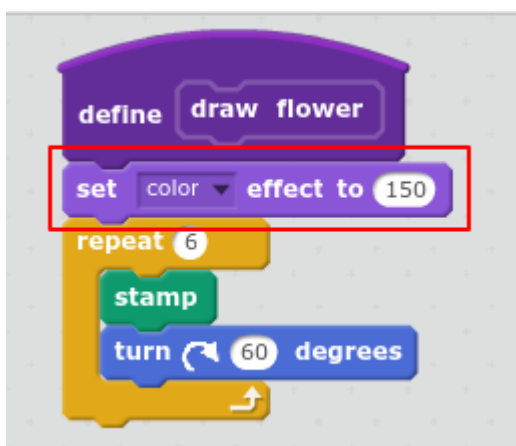 define draw flower
set color effect to 150
repeat 6
stamp
turn 60 degrees